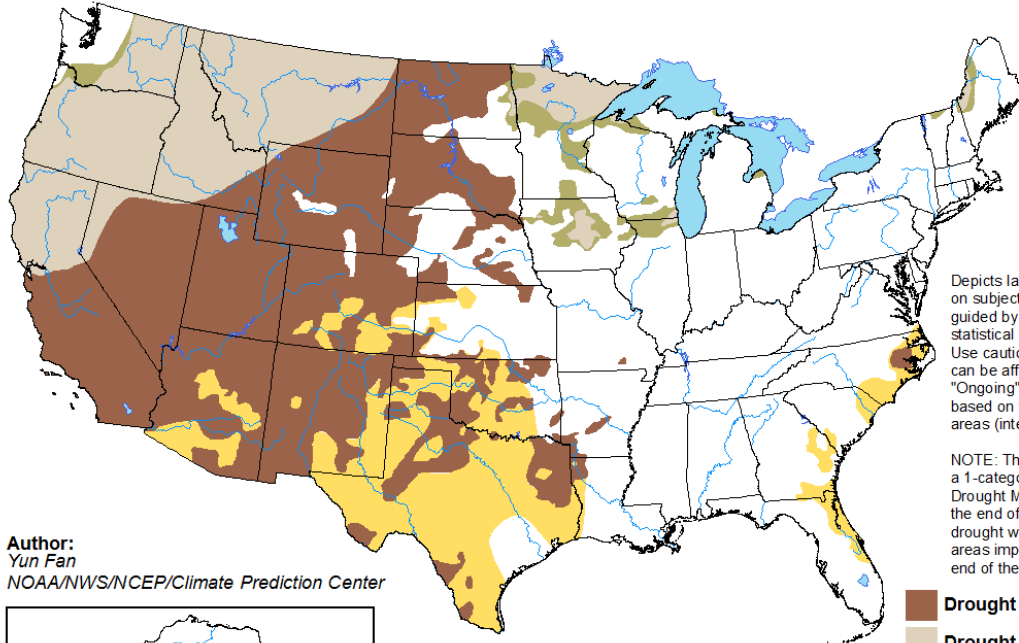 Depicts la
on subject
guided by
statistical
Use cautio
can be affe
"Ongoing"
based on
areas (inte
NOTE: Th
a 1-catego
Drought M
the end of
drought w
areas imp
end of the
Author:
Yun Fan
NOAA/NWS/NCEP/Climate Prediction Center
Drought
Drought